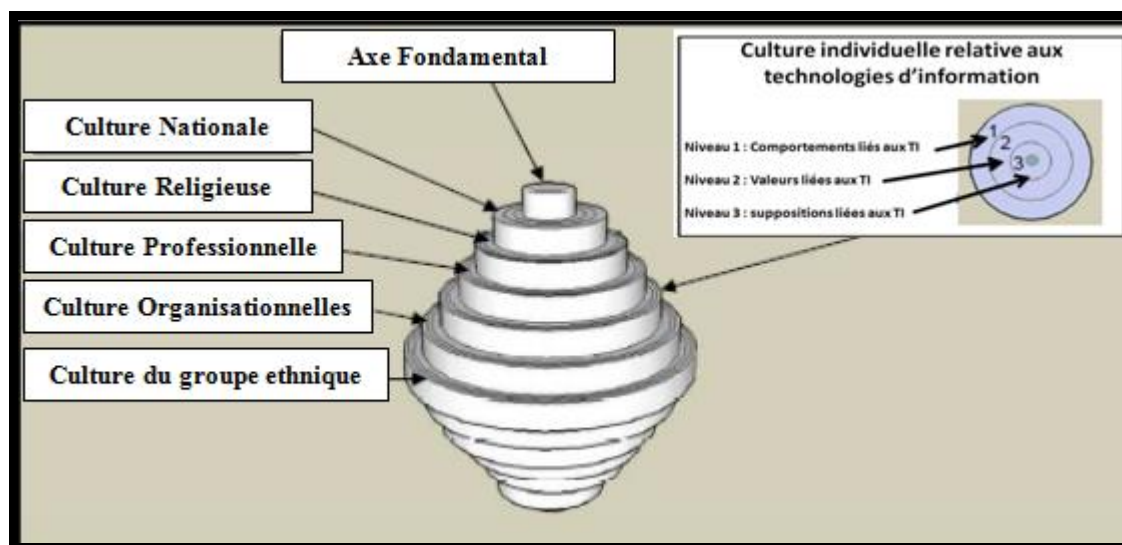 Axe Fondamental
Culture Nationale
Culture Religieuse
Culture Professionnelle
Culture Organisationnelles
Culture du groupe ethnique
Culture individuelle relative aux
technologies d'information
Niveau 1 : Comportements liés aux TI
Niveau 2 : Valeurs liées aux TI
Niveau 3 : suppositions liées aux TI
1
2
3